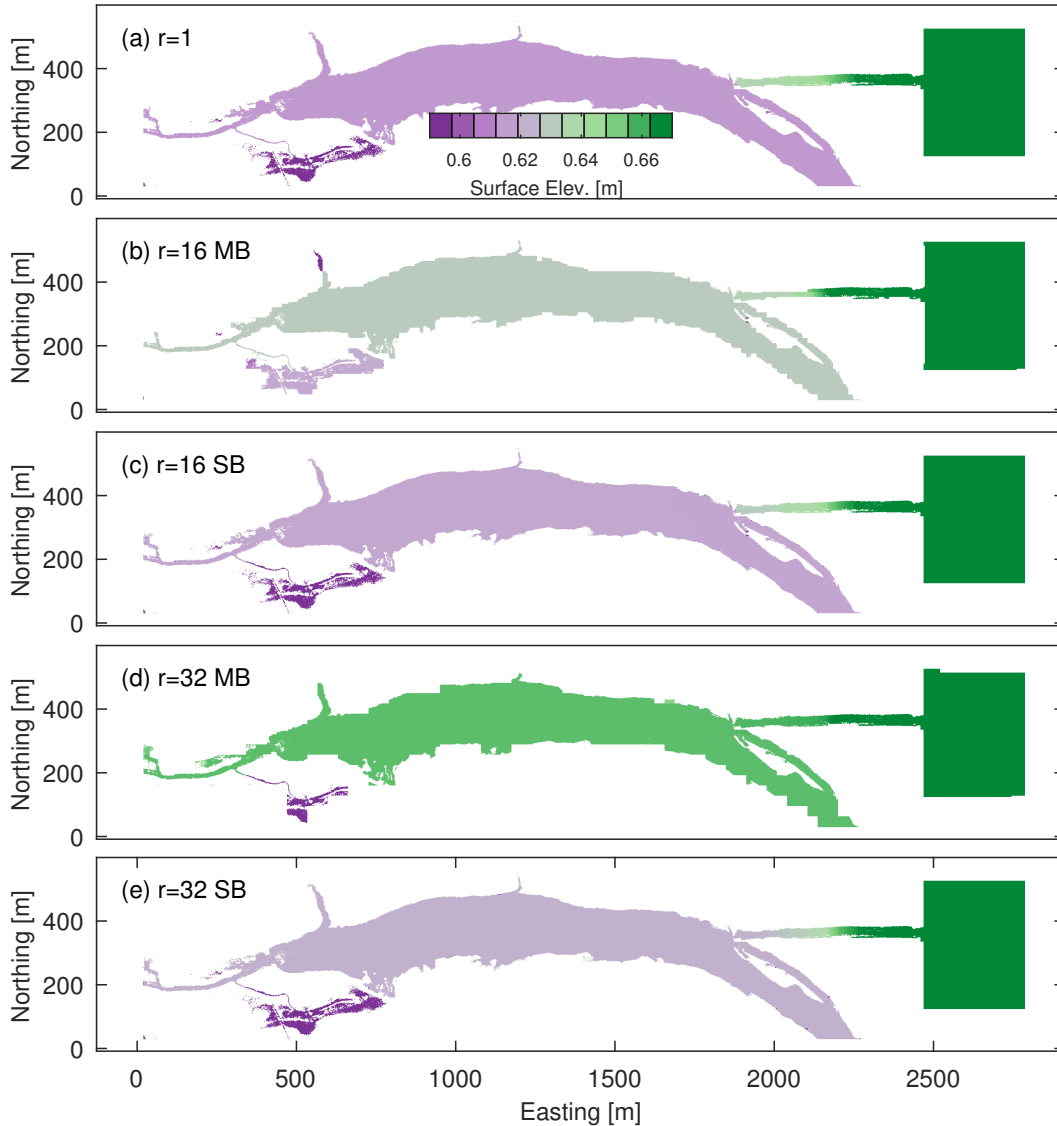 (a) r=1
Northing [m]
400
200
0
0.6 0.62 0.64 0.66
Surface Elev. [m]
(b) r=16 MB
Northing [m]
400
200
0
(c) r=16 SB
Northing [m]
400
200
0
(d) r=32 MB
Northing [m]
400
200
0
(e) r=32 SB
Northing [m]
400
200
0
0 500 1000 1500 2000 2500
Easting [m]